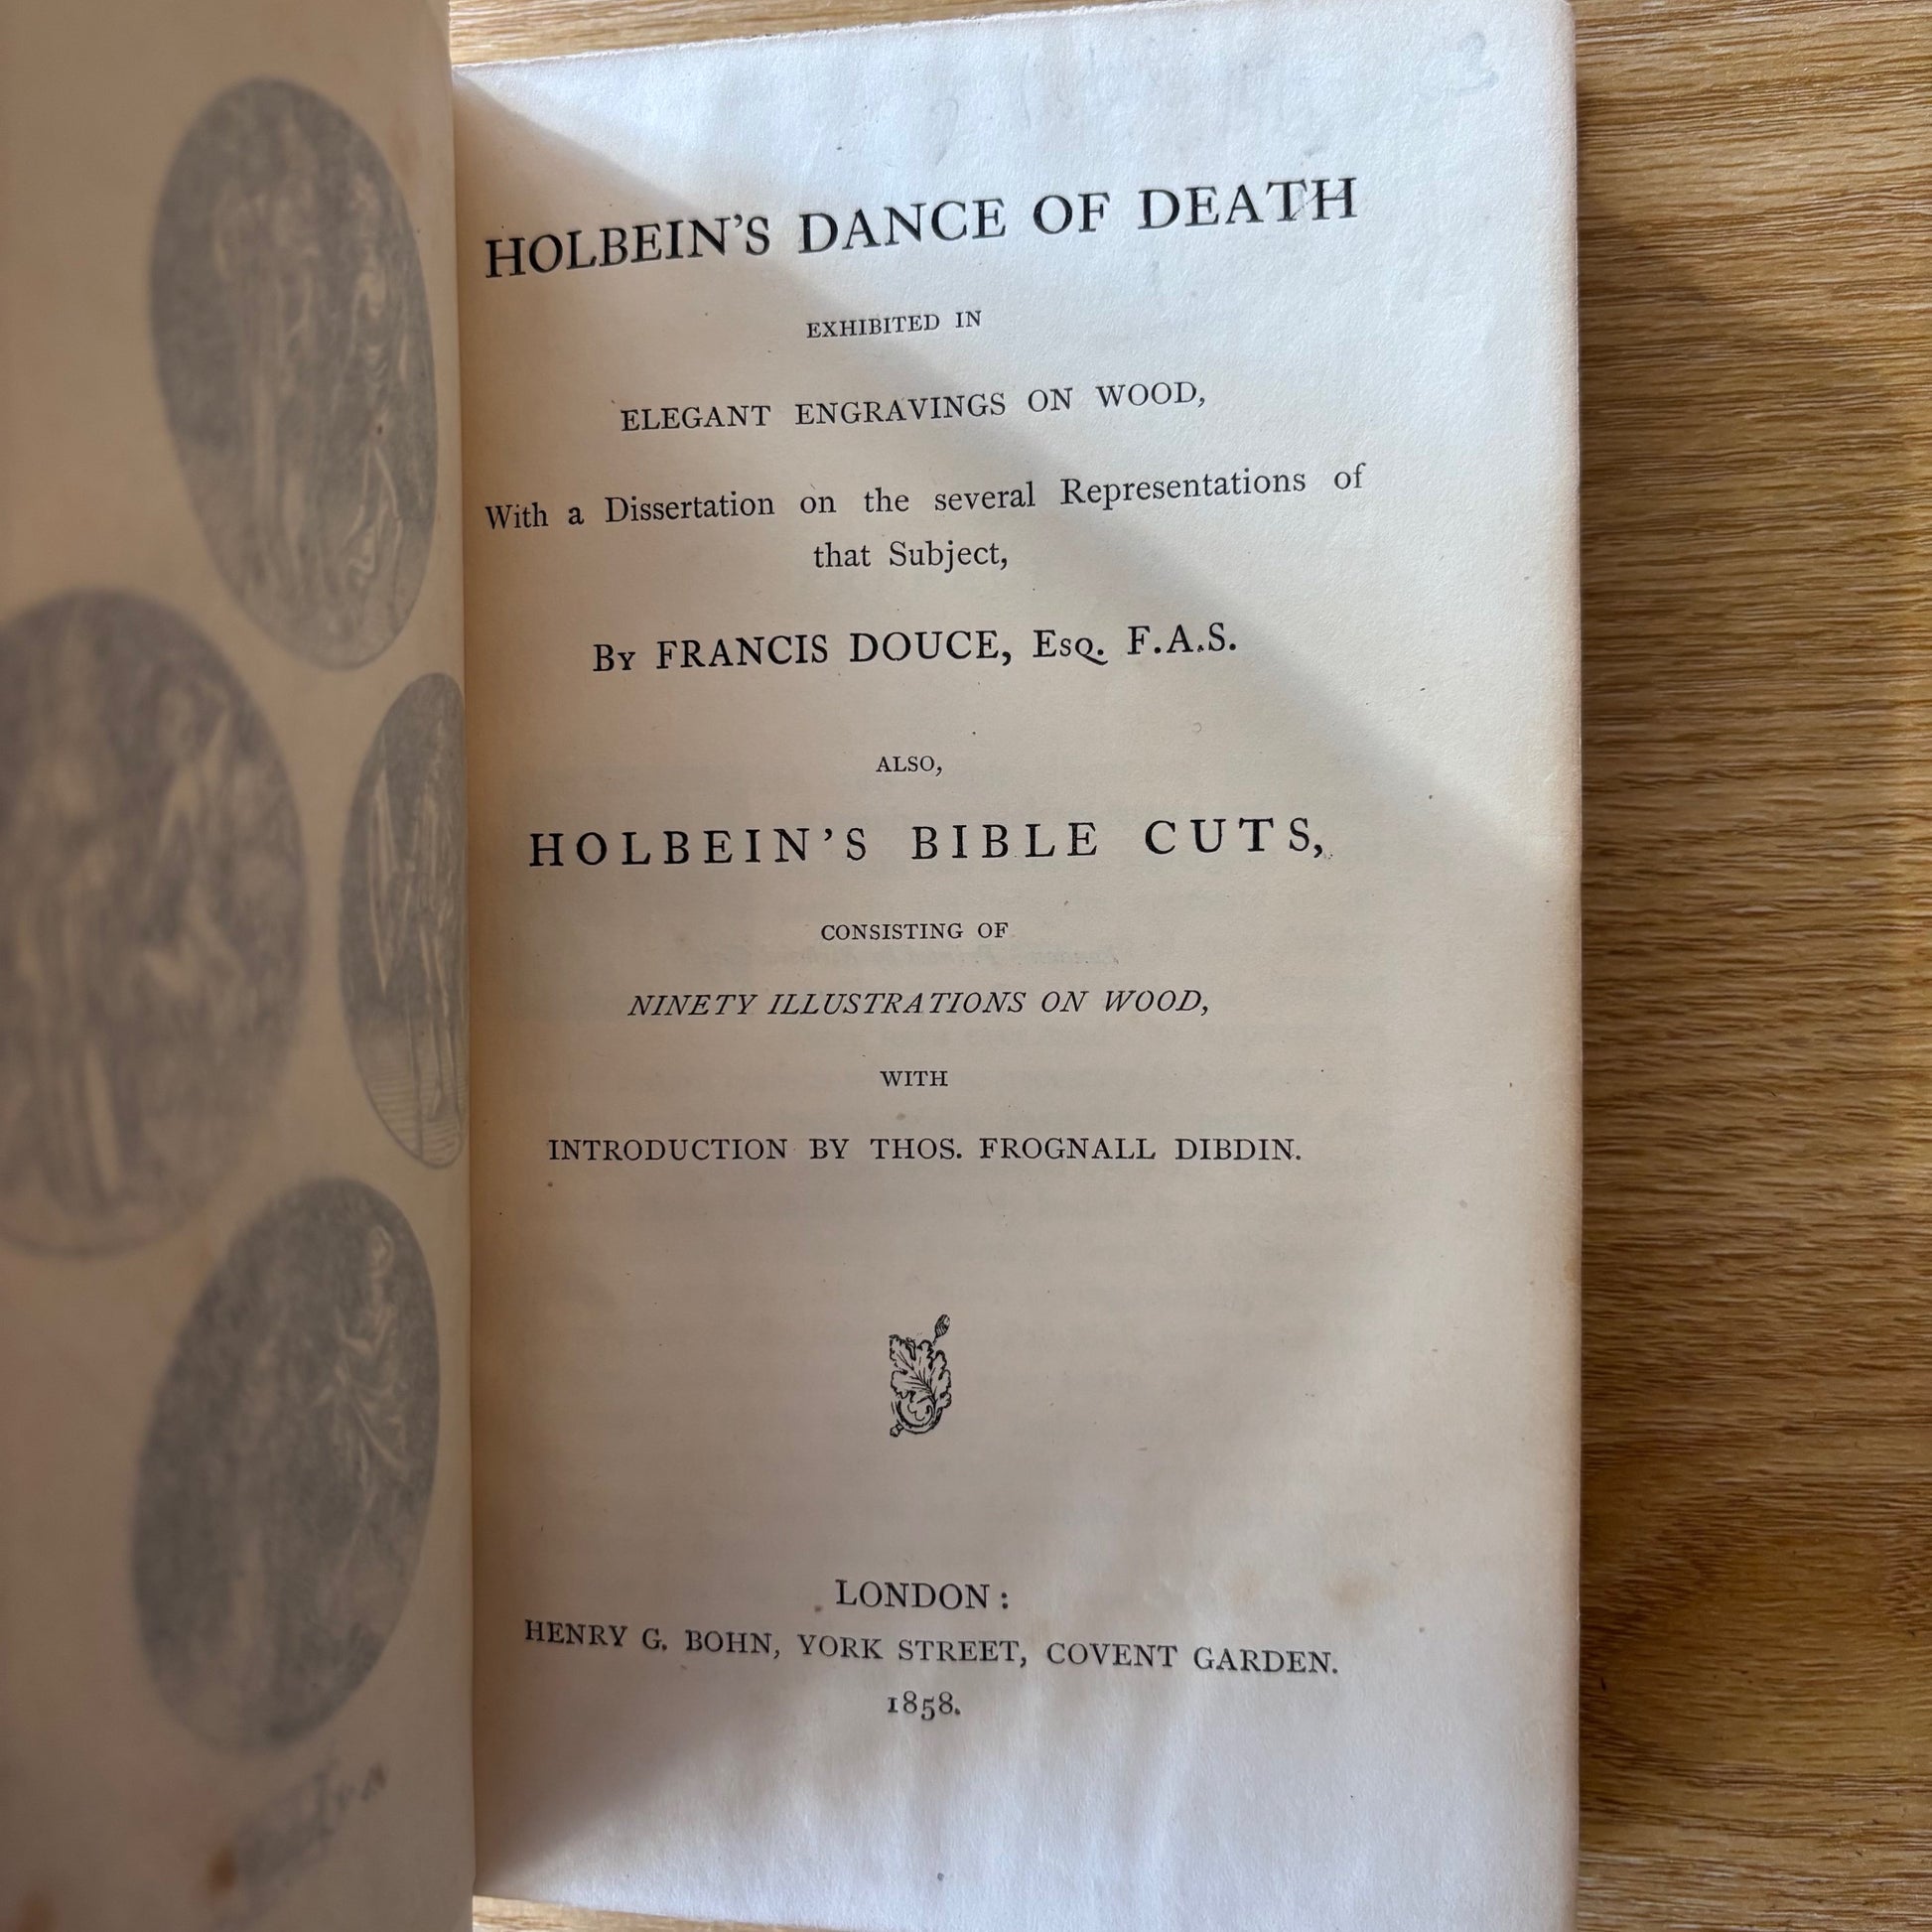 HOLBEIN'S DANCE OF DEATH
EXHIBITED IN
ELEGANT ENGRAVINGS ON WOOD,
With a Dissertation on the several Representations of
that Subject,
By FRANCIS DOUCE, Esq. F.A.S.
ALSO,
HOLBEIN'S BIBLE CUTS,
CONSISTING OF
NINETY ILLUSTRATIONS ON WOOD,
WITH
INTRODUCTION BY THOS. FROGNALL DIBDIN.
LONDON:
HENRY G. BOHN, YORK STREET, COVENT GARDEN.
1858.